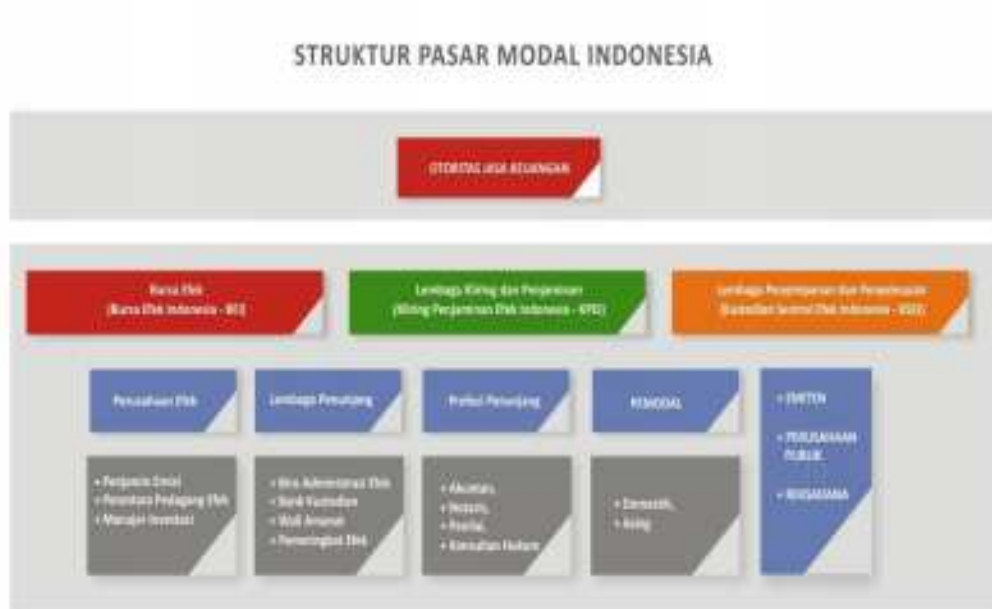 STRUKTUR PASAR MODAL INDONESIA
OTORITAS JASA KEUANGAN
Bursa Efek
(Bursa Efek Indonesia - BEI)
Lembaga Kliring dan Penjaminan
(Kliring Penjaminan Efek Indonesia - KPEI)
Lembaga Penyimpanan dan Penyelesaian
(Kustodian Sentral Efek Indonesia - KSEI)
Perusahaan Efek
Lembaga Penunjang
Profesi Penunjang
PEMODAL
• EMITEN
• PERUSAHAAN
PUBLIK
• REKSADANA
• Penjamin Emisi
• Perantara Pedagang Efek
• Manajer Investasi
• Biro Administrasi Efek
• Bank Kustodian
• Wali Amanat
• Pemeringkat Efek
• Akuntan,
• Notaris,
• Penilai,
• Konsultan Hukum
• Domestik,
• Asing